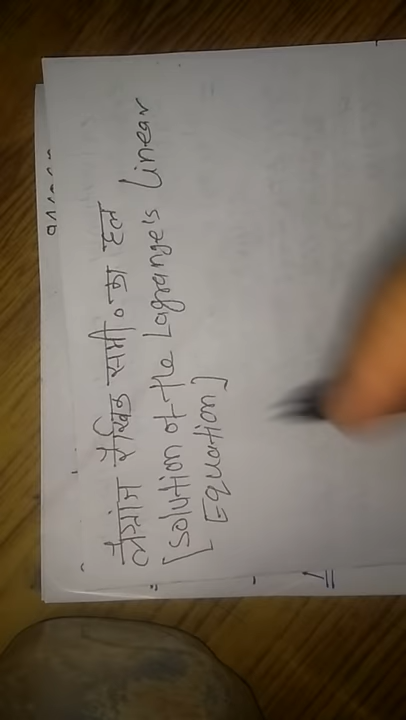 लैग्रांज रैखिक समी० का हल
[Solution of the Lagrange's linear
Equation]